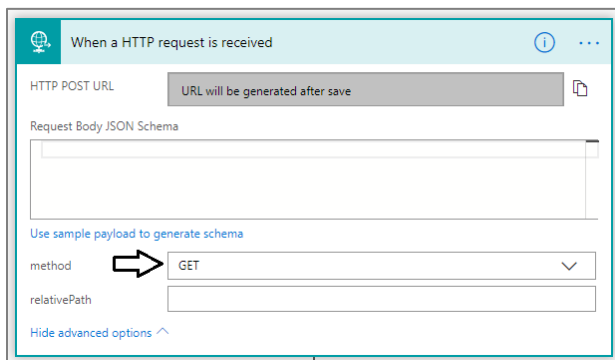 When a HTTP request is received
HTTP POST URL
URL will be generated after save
Request Body JSON Schema
Use sample payload to generate schema
method
GET
relativePath
Hide advanced options